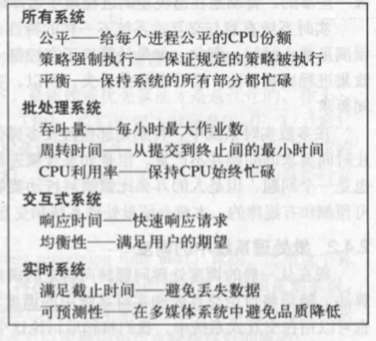 所有系统
公平——给每个进程公平的CPU份额
策略强制执行——保证规定的策略被执行
平衡——保持系统的所有部分都忙碌
批处理系统
吞吐量——每小时最大作业数
周转时间——从提交到终止间的最小时间
CPU利用率——保持CPU始终忙碌
交互式系统
响应时间——快速响应请求
均衡性——满足用户的期望
实时系统
满足截止时间——避免丢失数据
可预测性——在多媒体系统中避免品质降低